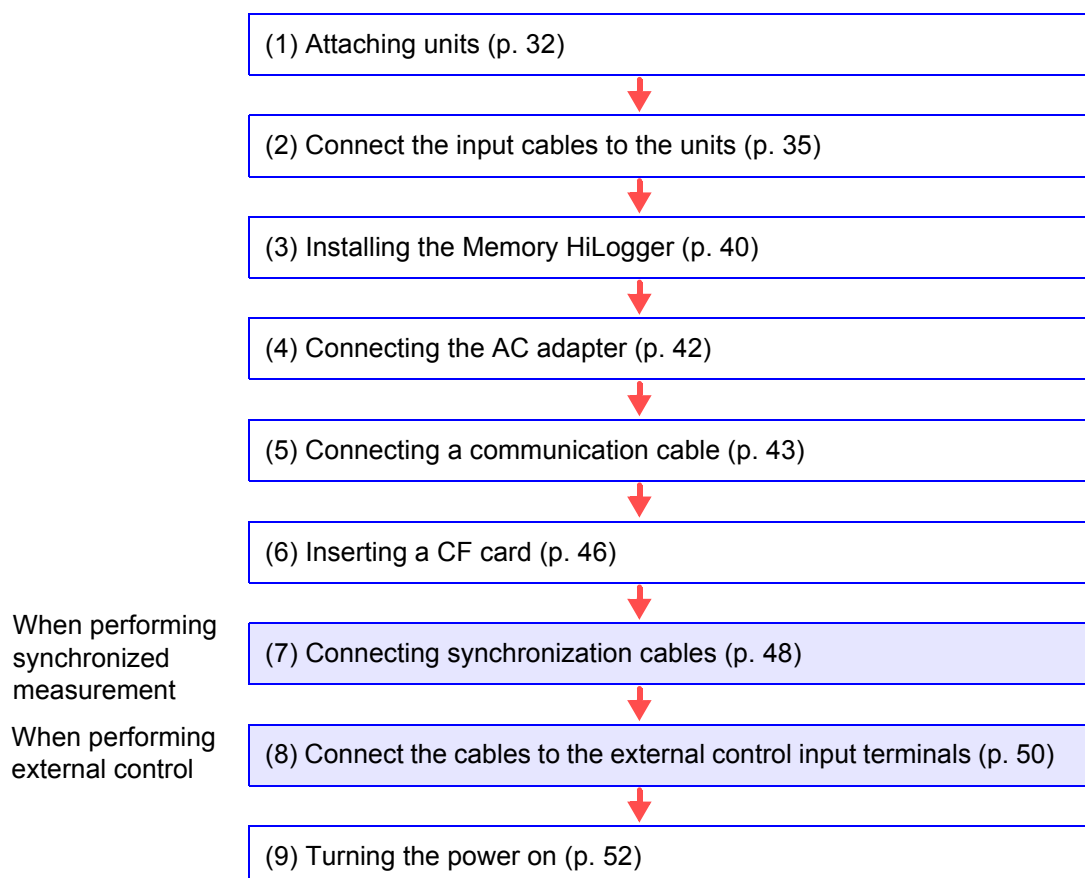 (1) Attaching units (p. 32)
(2) Connect the input cables to the units (p. 35)
(3) Installing the Memory HiLogger (p. 40)
(4) Connecting the AC adapter (p. 42)
(5) Connecting a communication cable (p. 43)
(6) Inserting a CF card (p. 46)
When performing
synchronized
measurement
(7) Connecting synchronization cables (p. 48)
When performing
external control
(8) Connect the cables to the external control input terminals (p. 50)
(9) Turning the power on (p. 52)